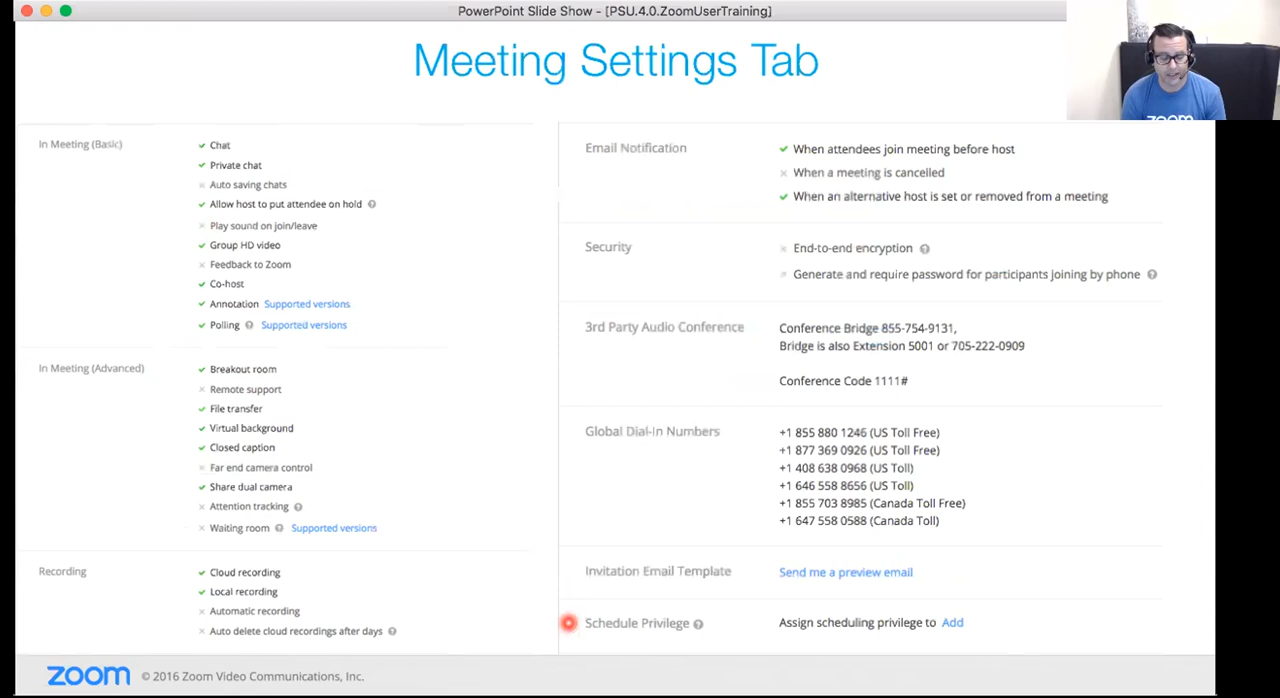 PowerPoint Slide Show - [PSU.4.0.ZoomUserTraining]
Meeting Settings Tab
zoom
In Meeting (Basic)
Chat
Private chat
Auto saving chats
Allow host to put attendee on hold ?
Play sound on join/leave
Group HD video
Feedback to Zoom
Co-host
Annotation Supported versions
Polling ? Supported versions
In Meeting (Advanced)
Breakout room
Remote support
File transfer
Virtual background
Closed caption
Far end camera control
Share dual camera
Attention tracking ?
Waiting room ? Supported versions
Recording
Cloud recording
Local recording
Automatic recording
Auto delete cloud recordings after days ?
Email Notification
When attendees join meeting before host
When a meeting is cancelled
When an alternative host is set or removed from a meeting
Security
End-to-end encryption ?
Generate and require password for participants joining by phone ?
3rd Party Audio Conference
Conference Bridge 855-754-9131,
Bridge is also Extension 5001 or 705-222-0909
Conference Code 1111#
Global Dial-In Numbers
+1 855 880 1246 (US Toll Free)
+1 877 369 0926 (US Toll Free)
+1 408 638 0968 (US Toll)
+1 646 558 8656 (US Toll)
+1 855 703 8985 (Canada Toll Free)
+1 647 558 0588 (Canada Toll)
Invitation Email Template
Send me a preview email
Schedule Privilege ?
Assign scheduling privilege to Add
zoom © 2016 Zoom Video Communications, Inc.